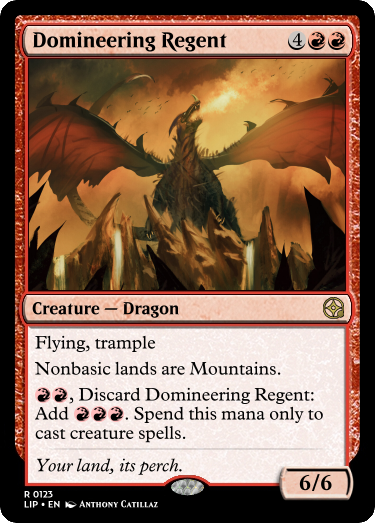 Domineering Regent 4RR
Creature — Dragon
Flying, trample
Nonbasic lands are Mountains.
, Discard Domineering Regent:
Add . Spend this mana only to
cast creature spells.
Your land, its perch.
6/6
R 0123
LIP • EN Anthony Catillaz